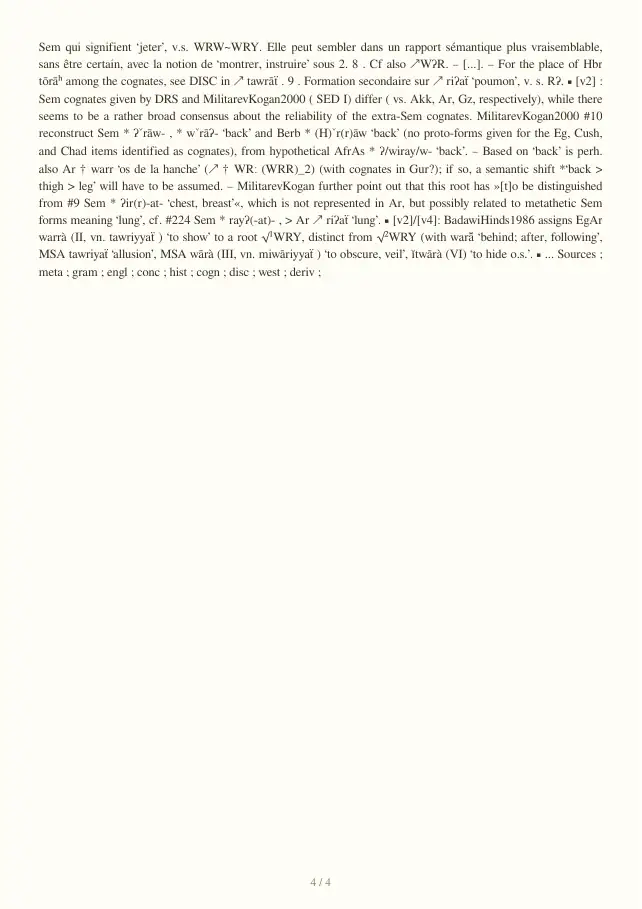 Sem qui signifient ‘jeter’, v.s. WRW~WRY. Elle peut sembler dans un rapport sémantique plus vraisemblable,
sans être certain, avec la notion de ‘montrer, instruire’ sous 2. 8 . Cf also ↗WʔR. – [...]. – For the place of Hbr
tōrāʰ among the cognates, see DISC in ↗ tawrāẗ . 9 . Formation secondaire sur ↗ riʔaẗ ‘poumon’, v. s. Rʔ. ▪ [v2] :
Sem cognates given by DRS and MilitarevKogan2000 ( SED I) differ ( vs. Akk, Ar, Gz, respectively), while there
seems to be a rather broad consensus about the reliability of the extra-Sem cognates. MilitarevKogan2000 #10
reconstruct Sem * ʔ˘rāw- , * w˘rāʔ- ‘back’ and Berb * (H)˘r(r)āw ‘back’ (no proto-forms given for the Eg, Cush,
and Chad items identified as cognates), from hypothetical AfrAs * ʔ/wiray/w- ‘back’. – Based on ‘back’ is perh.
also Ar † warr ‘os de la hanche’ (↗ † WR: (WRR)_2) (with cognates in Gur?); if so, a semantic shift *‘back >
thigh > leg’ will have to be assumed. – MilitarevKogan further point out that this root has »[t]o be distinguished
from #9 Sem * ʔir(r)-at- ‘chest, breast’«, which is not represented in Ar, but possibly related to metathetic Sem
forms meaning ‘lung’, cf. #224 Sem * rayʔ(-at)- , > Ar ↗ riʔaẗ ‘lung’. ▪ [v2]/[v4]: BadawiHinds1986 assigns EgAr
warrà (II, vn. tawriyyaẗ ) ‘to show’ to a root √¹WRY, distinct from √²WRY (with warā̆ ‘behind; after, following’,
MSA tawriyaẗ ‘allusion’, MSA wārà (III, vn. miwāriyyaẗ ) ‘to obscure, veil’, ĭtwārà (VI) ‘to hide o.s.’. ▪ ... Sources ;
meta ; gram ; engl ; conc ; hist ; cogn ; disc ; west ; deriv ;
4 / 4